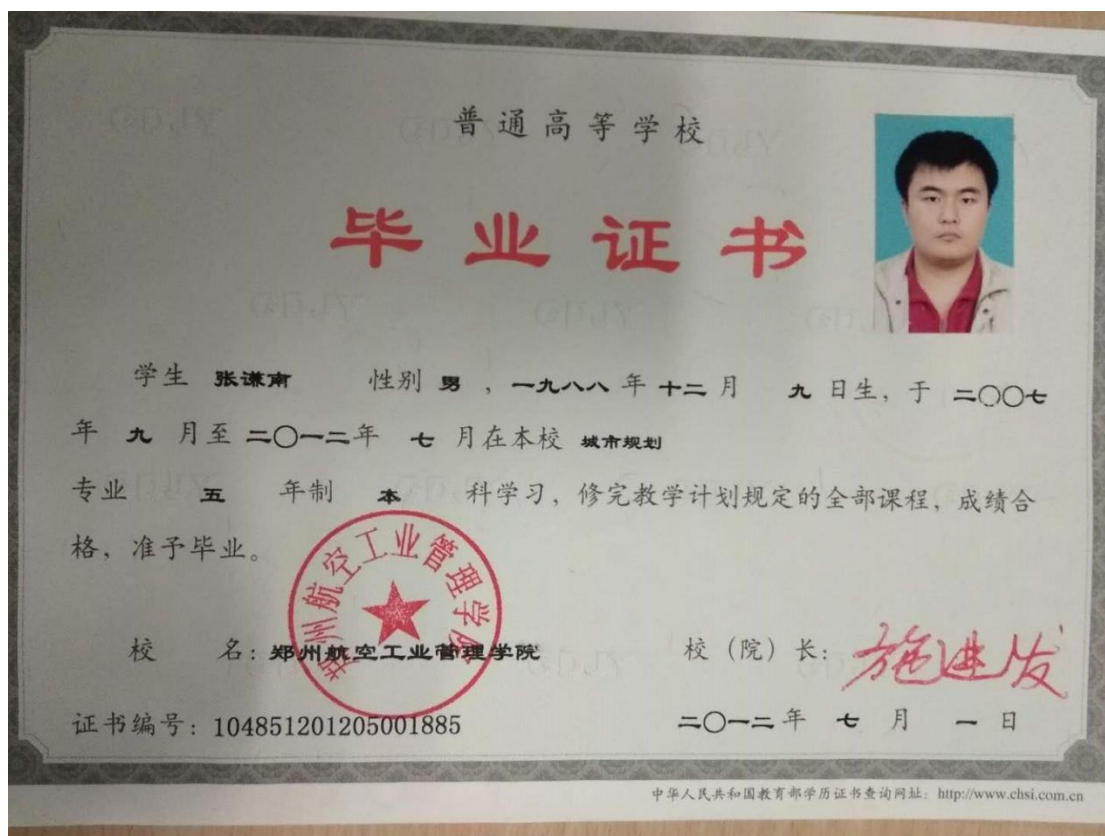 普通高等学校
毕业证书
学生 张谦南 性别 男 ，一九八八 年 十二 月 九 日生，于 二〇〇七
年 九 月至 二〇一二年 七 月在本校 城市规划
专业 五 年制 本 科学习，修完教学计划规定的全部课程，成绩合
格，准予毕业。
郑州航空工业管理学院
校 名：郑州航空工业管理学院 校（院）长：施进发
证书编号：104851201205001885 二〇一二年 七 月 一 日
中华人民共和国教育部学历证书查询网址：http://www.chsi.com.cn